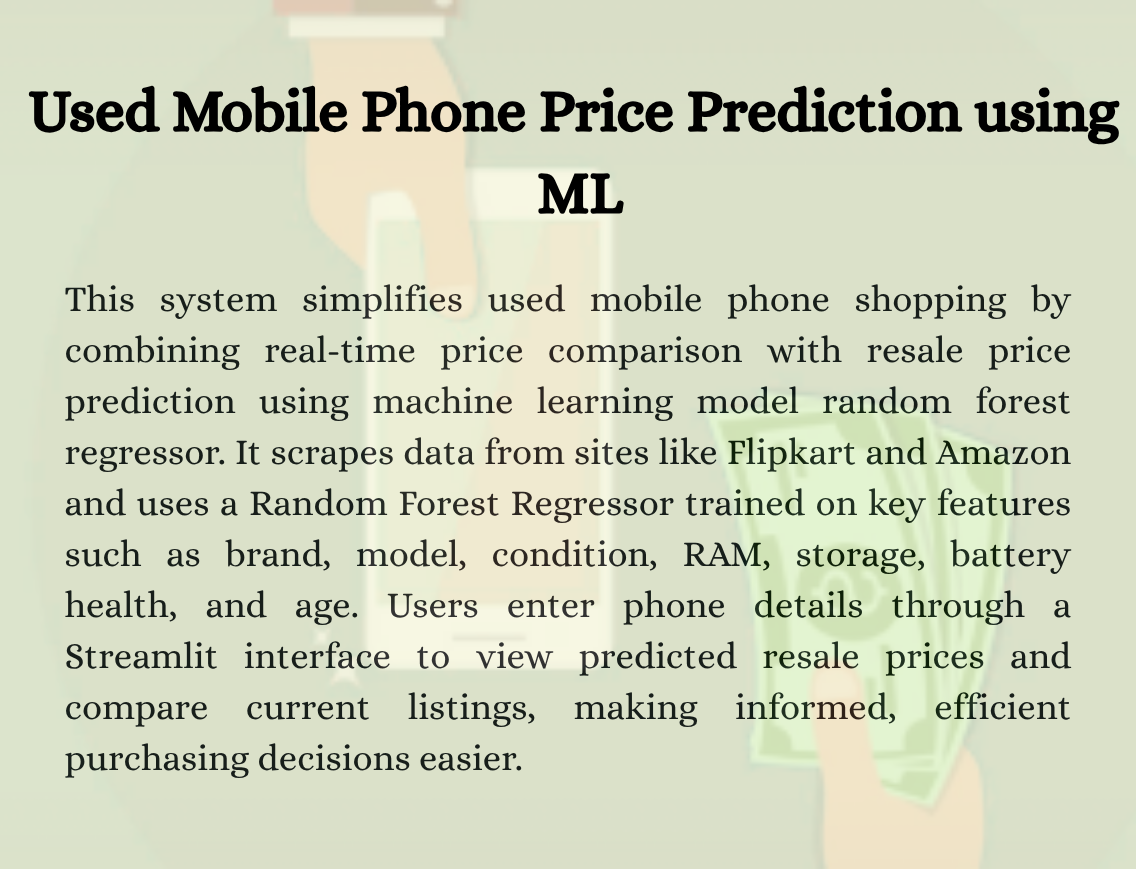 Used Mobile Phone Price Prediction using
ML
This system simplifies used mobile phone shopping by
combining real-time price comparison with resale price
prediction using machine learning model random forest
regressor. It scrapes data from sites like Flipkart and Amazon
and uses a Random Forest Regressor trained on key features
such as brand, model, condition, RAM, storage, battery
health, and age. Users enter phone details through a
Streamlit interface to view predicted resale prices and
compare current listings, making informed, efficient
purchasing decisions easier.